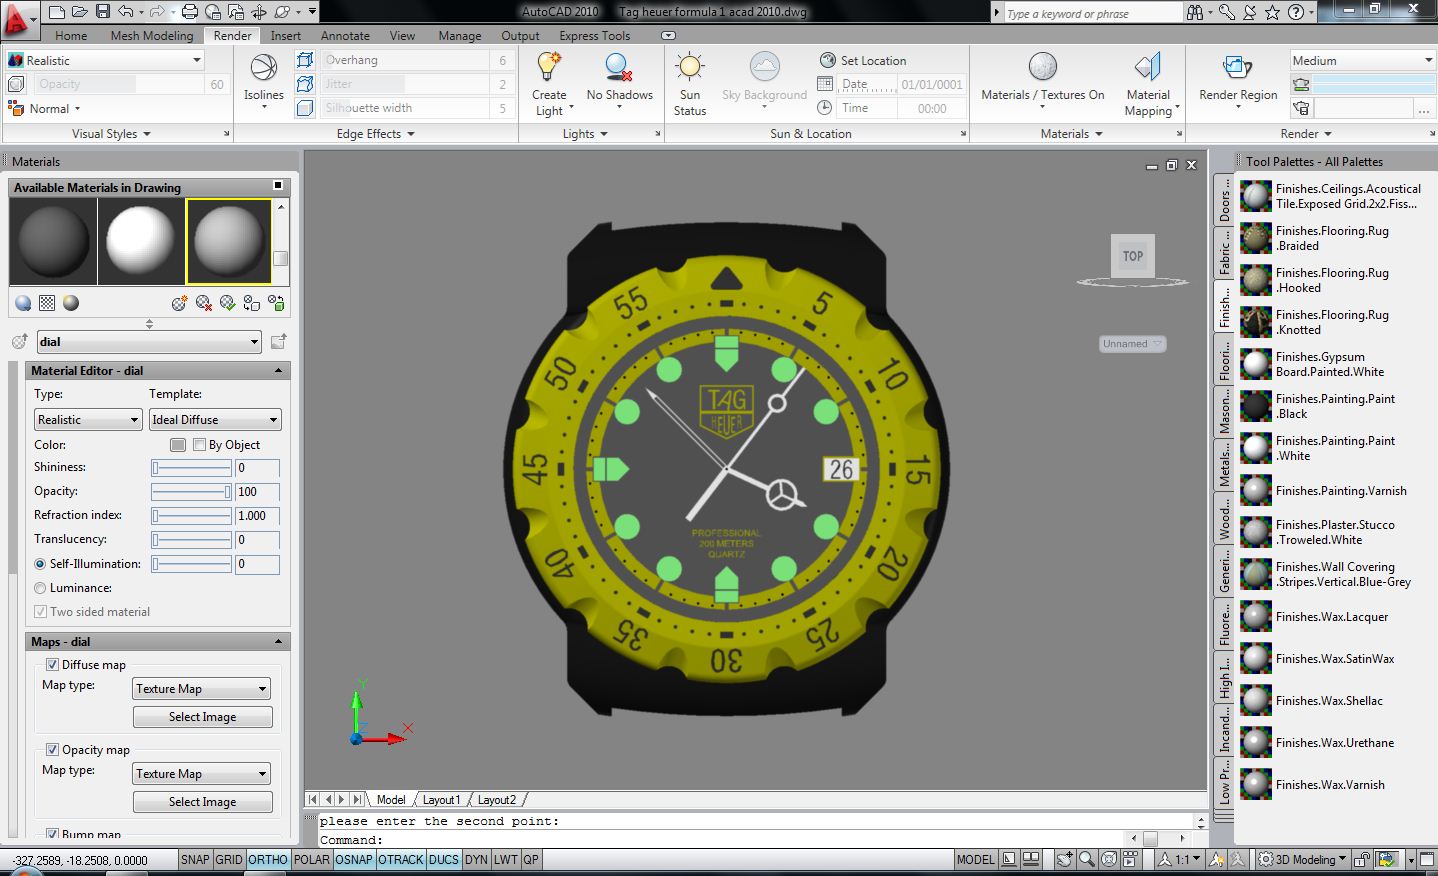 AutoCAD 2010 Tag heuer formula 1 acad 2010.dwg
Type a keyword or phrase
Home Mesh Modeling Render Insert Annotate View Manage Output Express Tools
Realistic
Opacity 60
Normal
Visual Styles
Isolines
Overhang 6
Jitter 2
Silhouette width 5
Edge Effects
Create
Light
No Shadows
Lights
Sun
Status
Sky Background
Set Location
Date 01/01/0001
Time 00:00
Sun & Location
Materials / Textures On
Material
Mapping
Materials
Render Region
Medium
...
Render
Materials
Available Materials in Drawing
dial
Material Editor - dial
Type: Template:
Realistic Ideal Diffuse
Color: By Object
Shininess: 0
Opacity: 100
Refraction index: 1.000
Translucency: 0
Self-Illumination: 0
Luminance:
Two sided material
Maps - dial
Diffuse map
Map type: Texture Map
Select Image
Opacity map
Map type: Texture Map
Select Image
Bump map
TOP
Unnamed
55 5
50 10
45 15
40 20
35 30 25
TAG
HEUER
26
PROFESSIONAL
200 METERS
QUARTZ
Y
X
Z
Model Layout1 Layout2
please enter the second point:
Command:
Tool Palettes - All Palettes
Doors ...
Fabric ...
Finish...
Floori...
Mason...
Metals...
Wood...
Generi...
Fluore...
High I...
Incand...
Low Pr...
Finishes.Ceilings.Acoustical
Tile.Exposed Grid.2x2.Fiss...
Finishes.Flooring.Rug
.Braided
Finishes.Flooring.Rug
.Hooked
Finishes.Flooring.Rug
.Knotted
Finishes.Gypsum
Board.Painted.White
Finishes.Painting.Paint
.Black
Finishes.Painting.Paint
.White
Finishes.Painting.Varnish
Finishes.Plaster.Stucco
.Troweled.White
Finishes.Wall Covering
.Stripes.Vertical.Blue-Grey
Finishes.Wax.Lacquer
Finishes.Wax.SatinWax
Finishes.Wax.Shellac
Finishes.Wax.Urethane
Finishes.Wax.Varnish
-327.2589, -18.2508, 0.0000 SNAP GRID ORTHO POLAR OSNAP OTRACK DUCS DYN LWT QP MODEL 1:1 3D Modeling